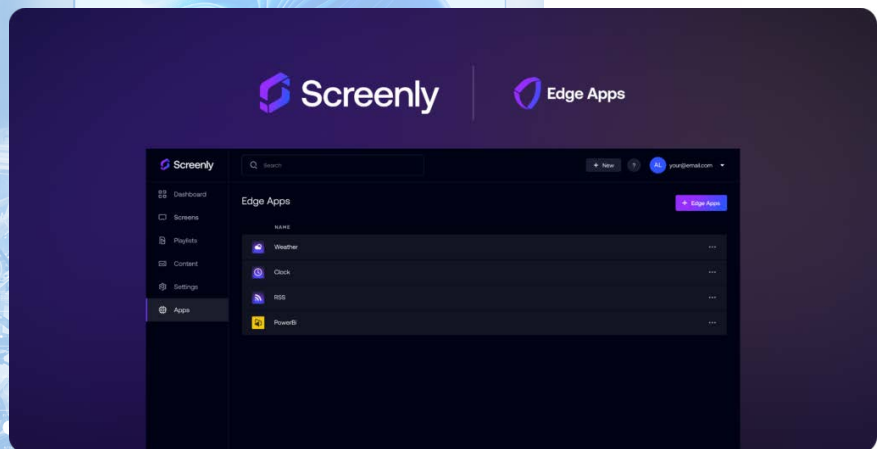 Screenly
Edge Apps
Screenly
Search
+ New
?
AL
your@email.com
Dashboard
Screens
Playlists
Content
Settings
Apps
Edge Apps
+ Edge Apps
NAME
Weather
Clock
RSS
PowerBi